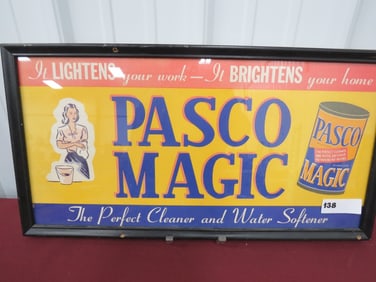 It LIGHTENS your work - It BRIGHTENS your home
PASCO
MAGIC
PASCO
MAGIC
The Perfect Cleaner and Water Softener
138